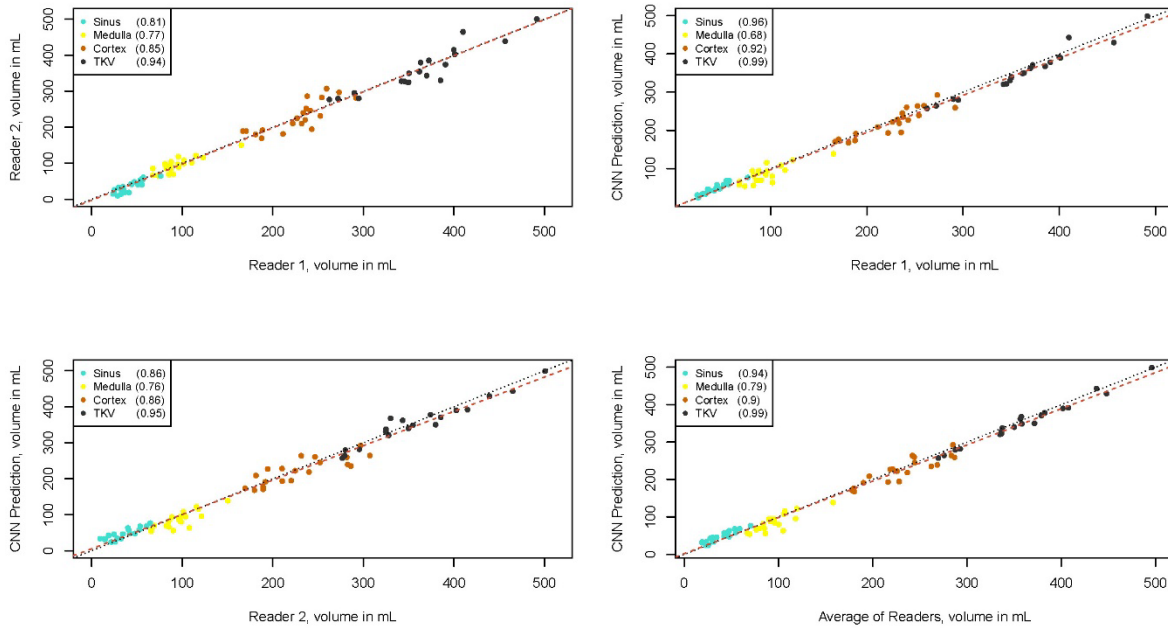 Sinus (0.81)
Medulla (0.77)
Cortex (0.85)
TKV (0.94)
Reader 2, volume in mL
0 100 200 300 400 500
0 100 200 300 400 500
Reader 1, volume in mL
Sinus (0.96)
Medulla (0.68)
Cortex (0.92)
TKV (0.99)
CNN Prediction, volume in mL
100 200 300 400 500
100 200 300 400 500
Reader 1, volume in mL
Sinus (0.86)
Medulla (0.76)
Cortex (0.86)
TKV (0.95)
CNN Prediction, volume in mL
0 100 200 300 400 500
0 100 200 300 400 500
Reader 2, volume in mL
Sinus (0.94)
Medulla (0.79)
Cortex (0.9)
TKV (0.99)
CNN Prediction, volume in mL
0 100 200 300 400 500
0 100 200 300 400 500
Average of Readers, volume in mL